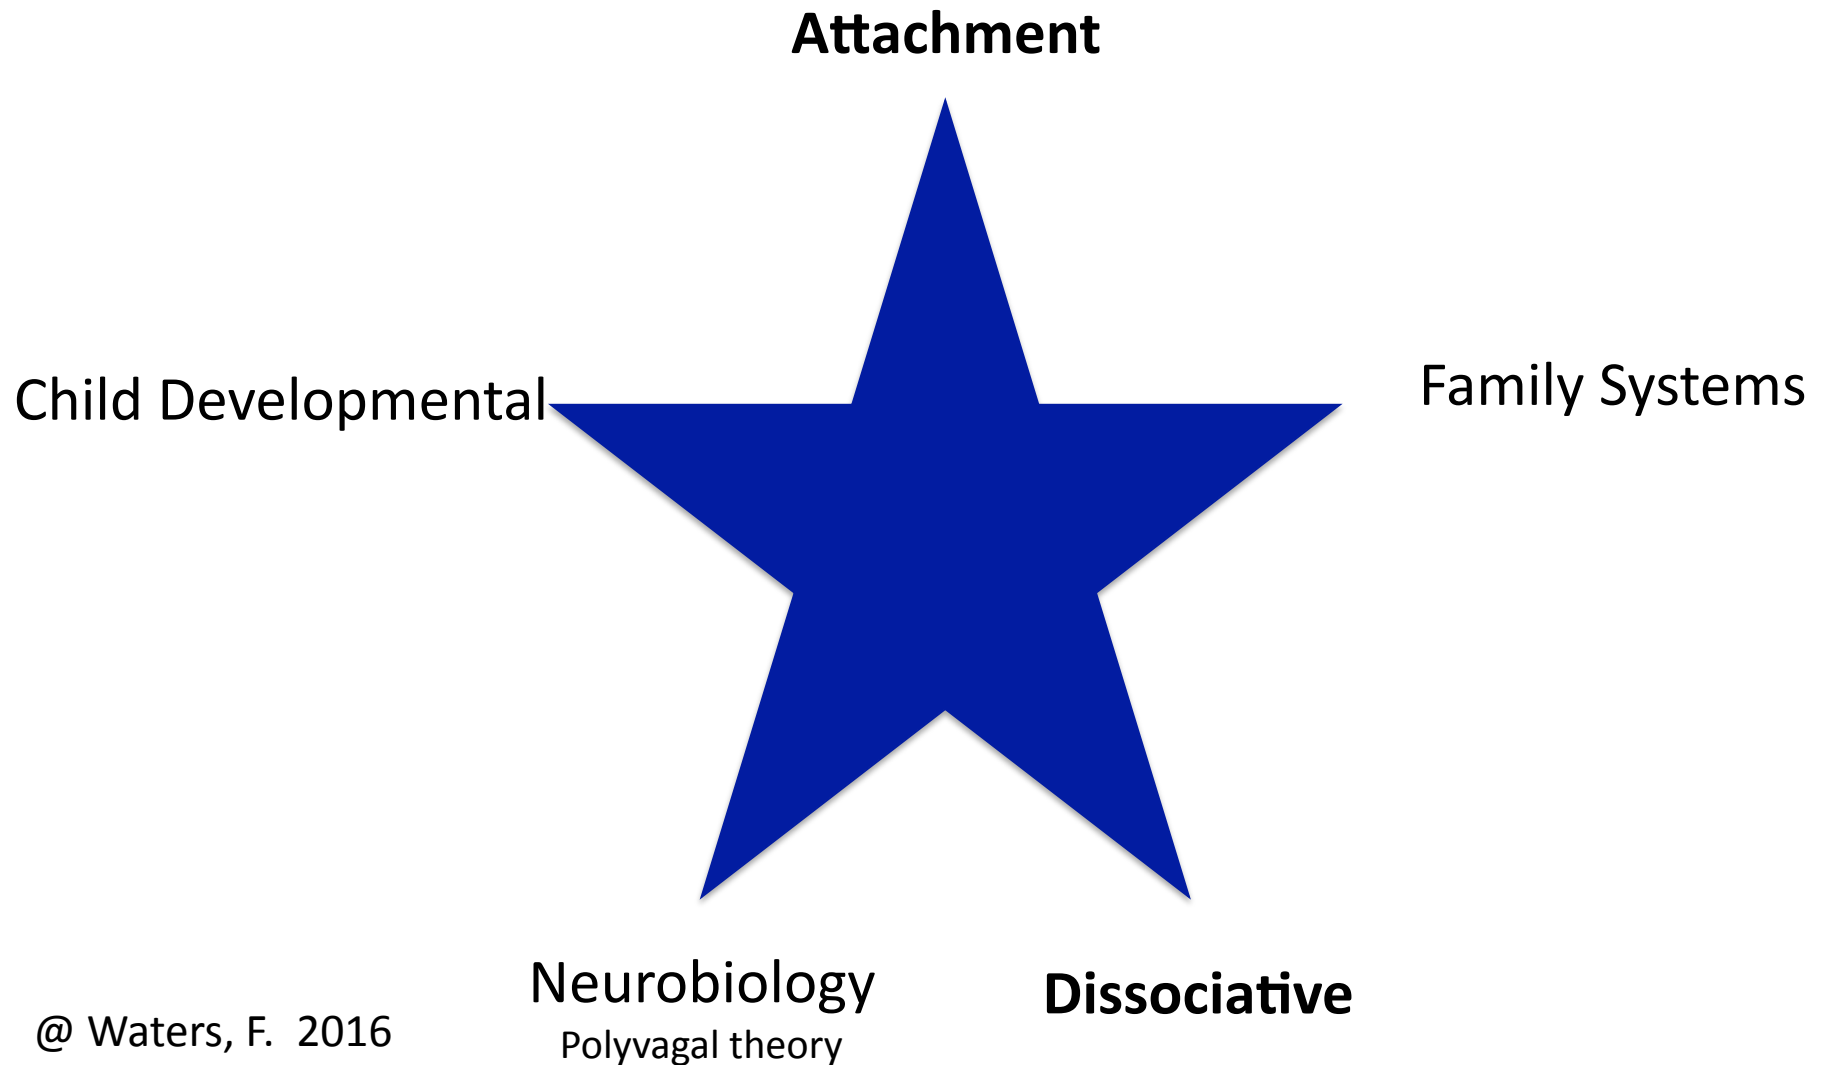 Attachment
Child Developmental
Family Systems
Neurobiology
Polyvagal theory
Dissociative
@ Waters, F. 2016